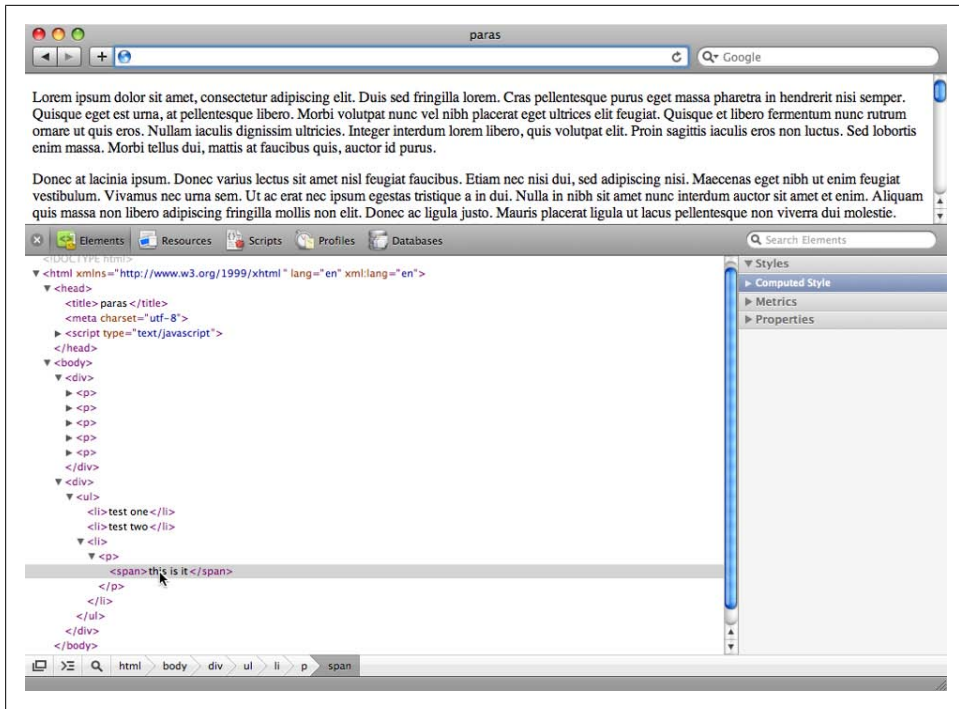 paras
Google
Lorem ipsum dolor sit amet, consectetur adipiscing elit. Duis sed fringilla lorem. Cras pellentesque purus eget massa pharetra in hendrerit nisi semper.
Quisque eget est urna, at pellentesque libero. Morbi volutpat nunc vel nibh placerat eget ultrices elit feugiat. Quisque et libero fermentum nunc rutrum
ornare ut quis eros. Nullam iaculis dignissim ultricies. Integer interdum lorem libero, quis volutpat elit. Proin sagittis iaculis eros non luctus. Sed lobortis
enim massa. Morbi tellus dui, mattis at faucibus quis, auctor id purus.
Donec at lacinia ipsum. Donec varius lectus sit amet nisl feugiat faucibus. Etiam nec nisi dui, sed adipiscing nisi. Maecenas eget nibh ut enim feugiat
vestibulum. Vivamus nec urna sem. Ut ac erat nec ipsum egestas tristique a in dui. Nulla in nibh sit amet nunc interdum auctor sit amet et enim. Aliquam
quis massa non libero adipiscing fringilla mollis non elit. Donec ac ligula justo. Mauris placerat ligula ut lacus pellentesque non viverra dui molestie.
Elements Resources Scripts Profiles Databases Search Elements
<!DOCTYPE html>
<html xmlns="http://www.w3.org/1999/xhtml" lang="en" xml:lang="en">
<head>
<title>paras</title>
<meta charset="utf-8">
<script type="text/javascript">
</head>
<body>
<div>
<p>
<p>
<p>
<p>
<p>
</div>
<div>
<ul>
<li>test one</li>
<li>test two</li>
<li>
<p>
<span>this is it</span>
</p>
</li>
</ul>
</div>
</body>
Styles
Computed Style
Metrics
Properties
html body div ul li p span